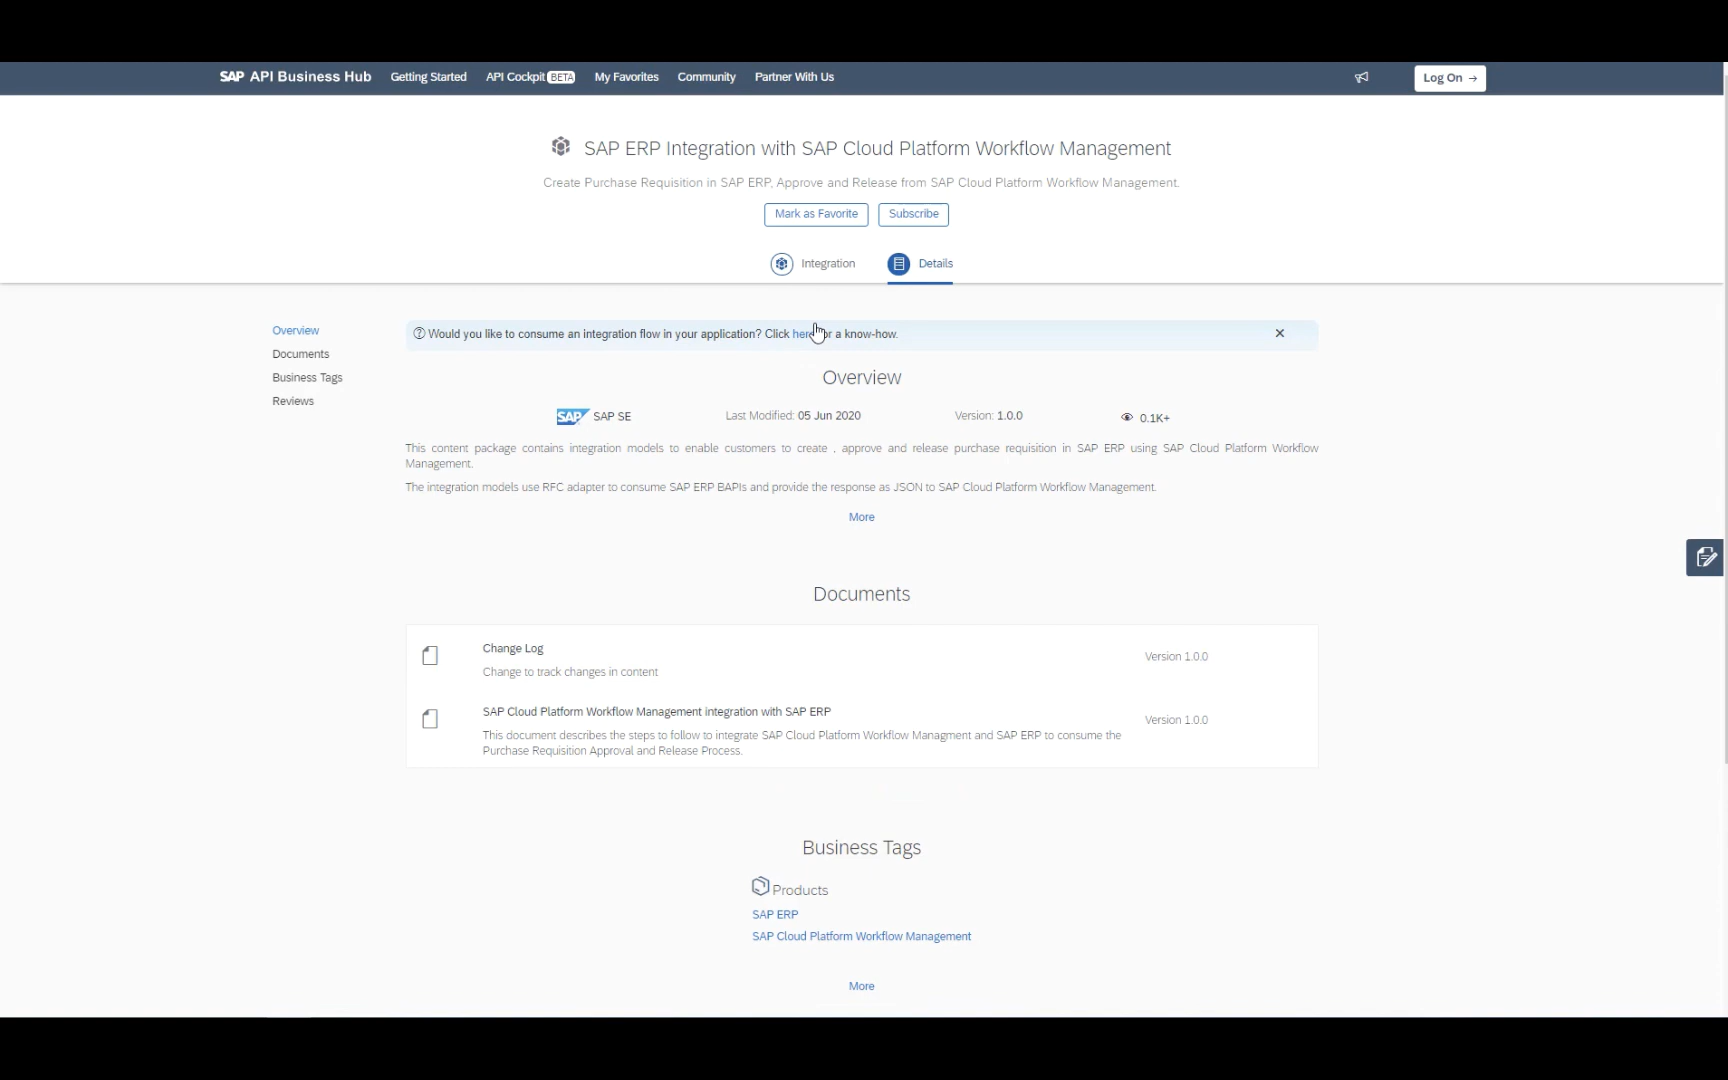 SAP API Business Hub Getting Started API Cockpit BETA My Favorites Community Partner With Us Log On →
SAP ERP Integration with SAP Cloud Platform Workflow Management
Create Purchase Requisition in SAP ERP, Approve and Release from SAP Cloud Platform Workflow Management.
Mark as Favorite Subscribe
Integration Details
Overview
Documents
Business Tags
Reviews
Would you like to consume an integration flow in your application? Click here for a know-how.
Overview
SAP SAP SE Last Modified: 05 Jun 2020 Version: 1.0.0 0.1K+
This content package contains integration models to enable customers to create , approve and release purchase requisition in SAP ERP using SAP Cloud Platform Workflow
Management.
The integration models use RFC adapter to consume SAP ERP BAPIs and provide the response as JSON to SAP Cloud Platform Workflow Management.
More
Documents
Change Log
Change to track changes in content
Version 1.0.0
SAP Cloud Platform Workflow Management integration with SAP ERP
This document describes the steps to follow to integrate SAP Cloud Platform Workflow Managment and SAP ERP to consume the
Purchase Requisition Approval and Release Process.
Version 1.0.0
Business Tags
Products
SAP ERP
SAP Cloud Platform Workflow Management
More